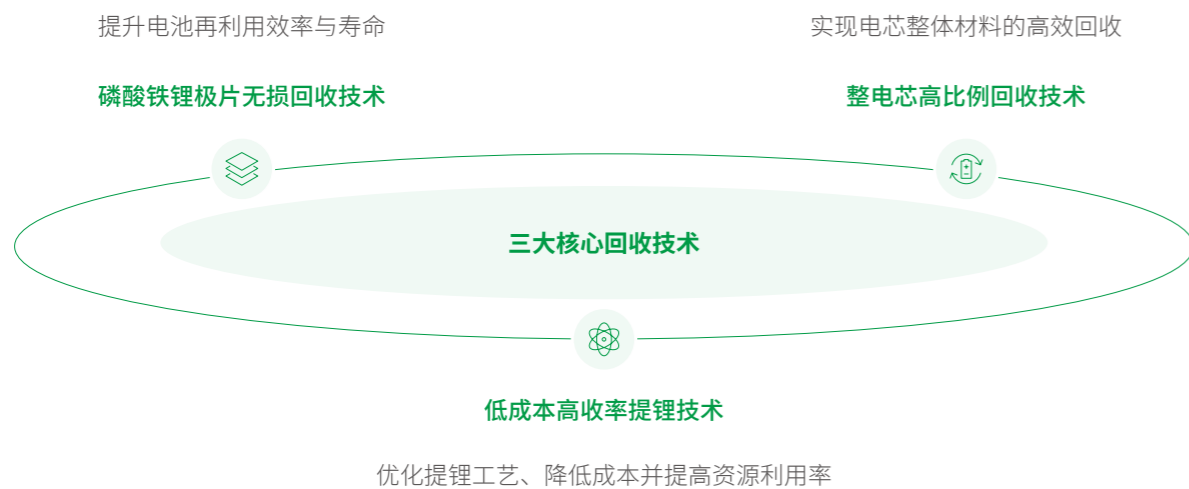 提升电池再利用效率与寿命
实现电芯整体材料的高效回收
磷酸铁锂极片无损回收技术
整电芯高比例回收技术
三大核心回收技术
低成本高收率提锂技术
优化提锂工艺、降低成本并提高资源利用率